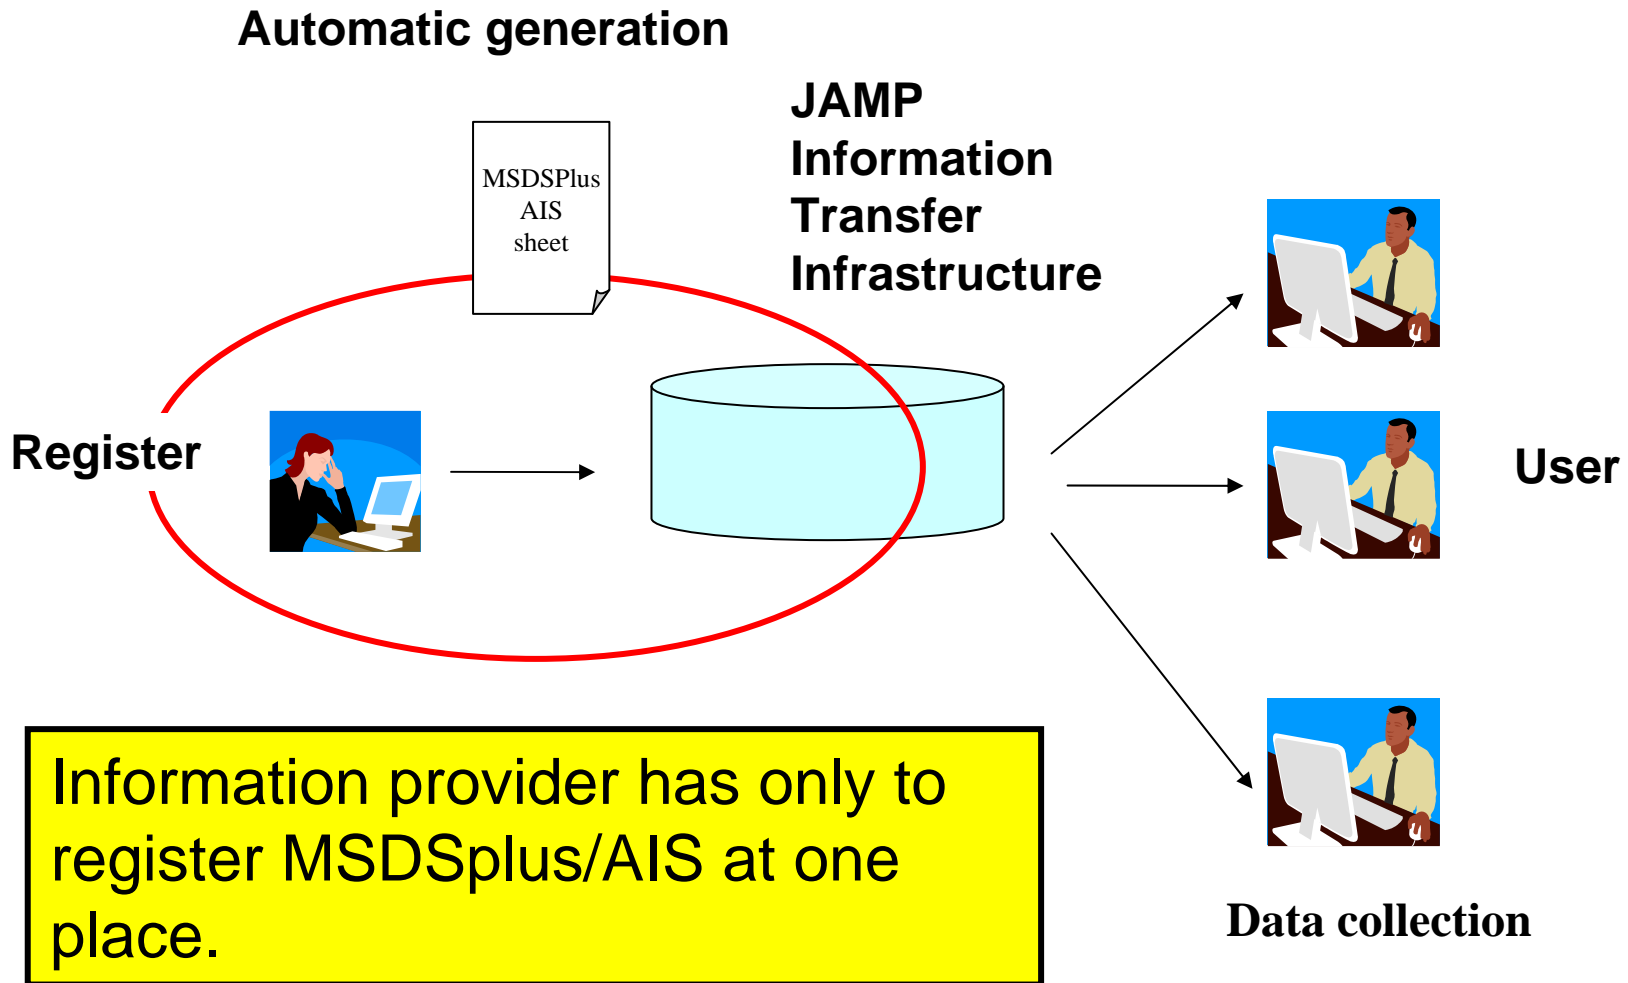 Automatic generation
JAMP
Information
Transfer
Infrastructure
MSDSPlus
AIS
sheet
Register
User
Information provider has only to
register MSDSplus/AIS at one
place.
Data collection